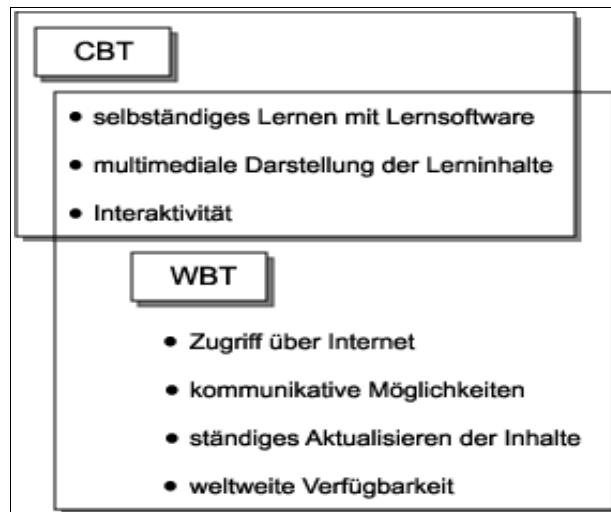 CBT
● selbständiges Lernen mit Lernsoftware
● multimediale Darstellung der Lerninhalte
● Interaktivität
WBT
● Zugriff über Internet
● kommunikative Möglichkeiten
● ständiges Aktualisieren der Inhalte
● weltweite Verfügbarkeit